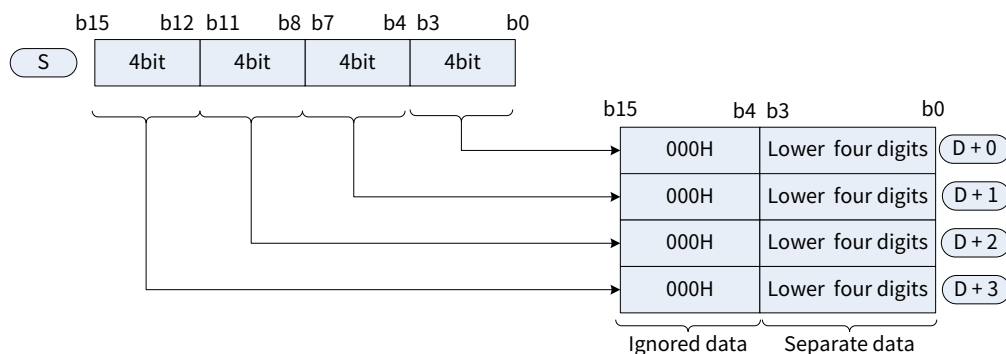 b15 b12 b11 b8 b7 b4 b3 b0
S 4bit 4bit 4bit 4bit
b15 b4 b3 b0
000H Lower four digits D + 0
000H Lower four digits D + 1
000H Lower four digits D + 2
000H Lower four digits D + 3
Ignored data Separate data